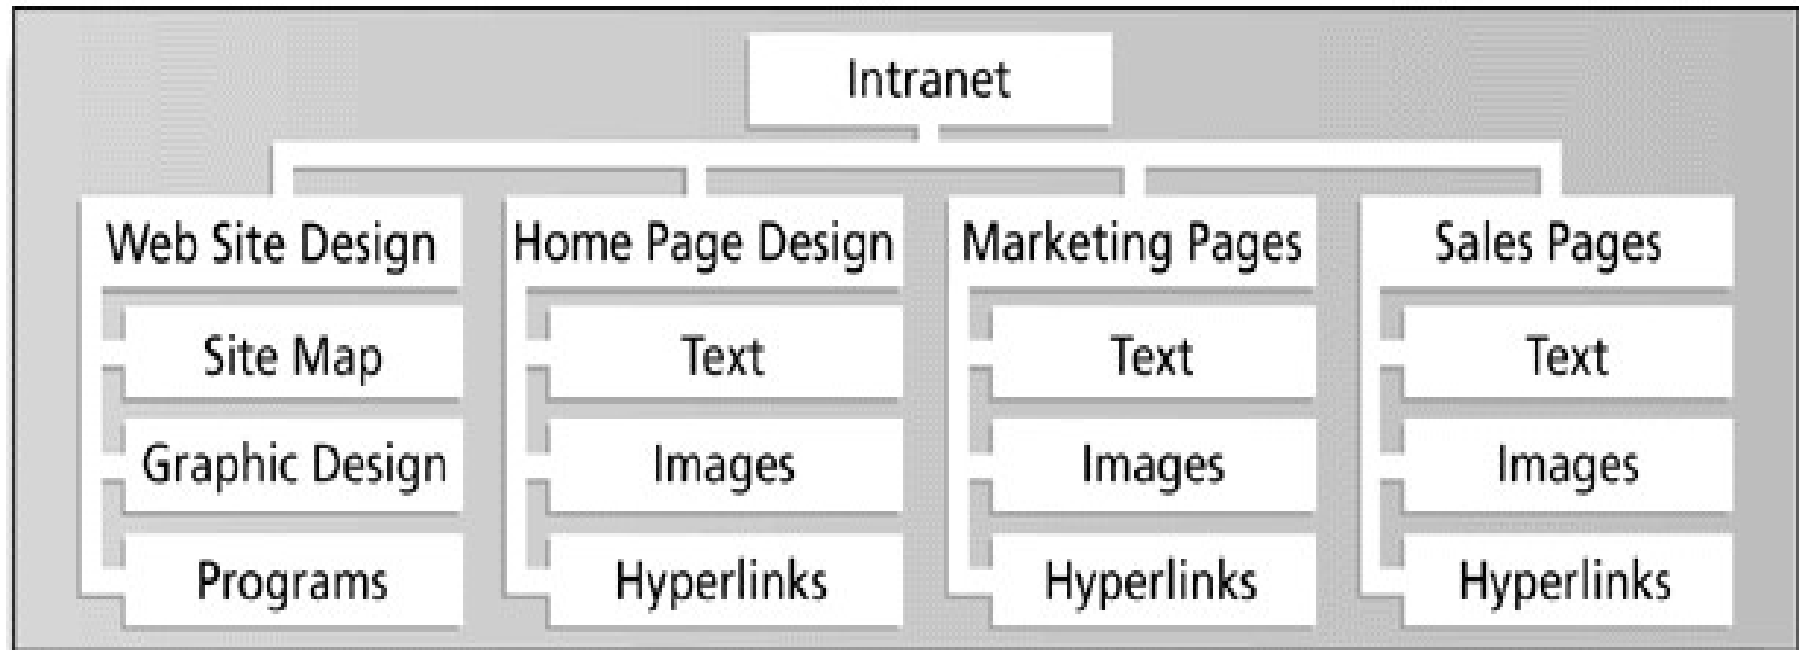 Intranet
Web Site Design
Site Map
Graphic Design
Programs
Home Page Design
Text
Images
Hyperlinks
Marketing Pages
Text
Images
Hyperlinks
Sales Pages
Text
Images
Hyperlinks